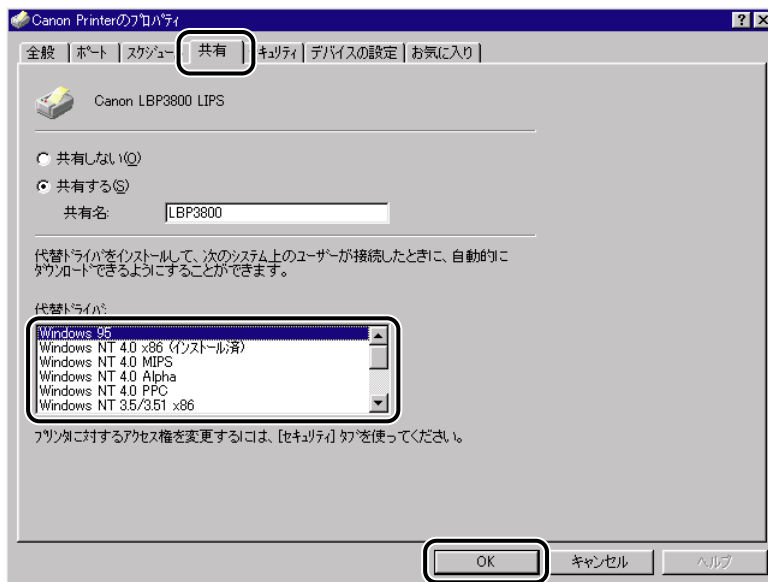 Canon Printerのプロパティ
全般 ポート スケジュー 共有 キュリティ デバイスの設定 お気に入り
Canon LBP3800 LIPS
共有しない(O)
共有する(S)
共有名: LBP3800
代替ドライバをインストールして、次のシステム上のユーザーが接続したときに、自動的に
ダウンロードできるようにすることができます。
代替ドライバ:
Windows 95
Windows NT 4.0 x86 (インストール済)
Windows NT 4.0 MIPS
Windows NT 4.0 Alpha
Windows NT 4.0 PPC
Windows NT 3.5/3.51 x86
プリンタに対するアクセス権を変更するには、[セキュリティ] タブを使ってください。
OK キャンセル ヘルプ